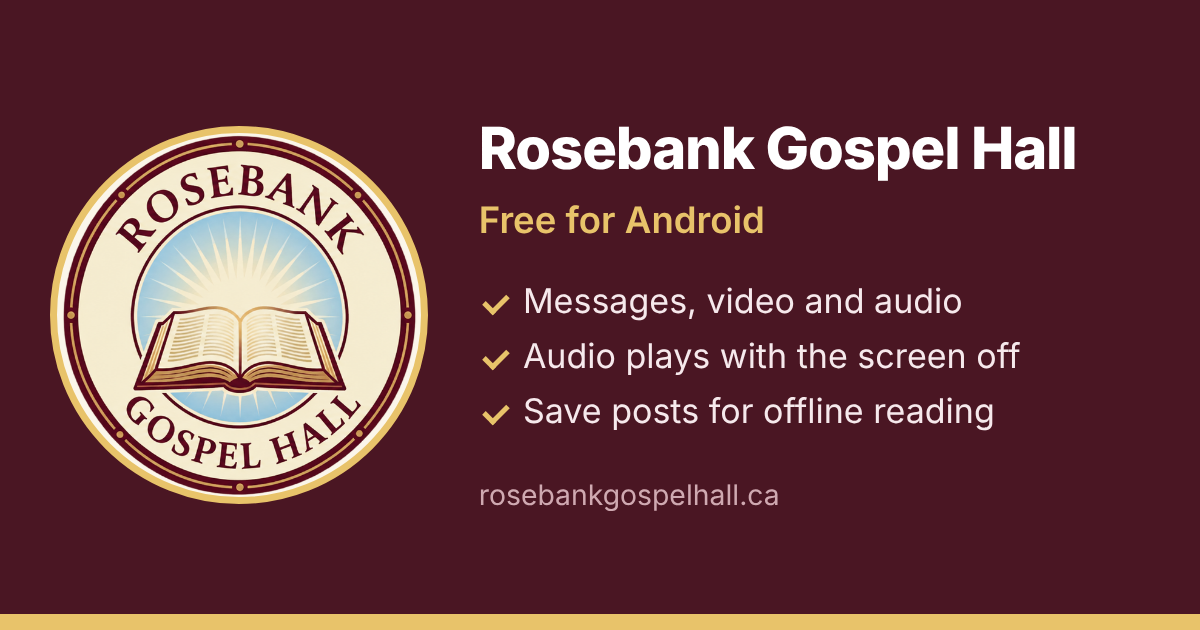 ROSEBANK
GOSPEL HALL
Rosebank Gospel Hall
Free for Android
Messages, video and audio
Audio plays with the screen off
Save posts for offline reading
rosebankgospelhall.ca